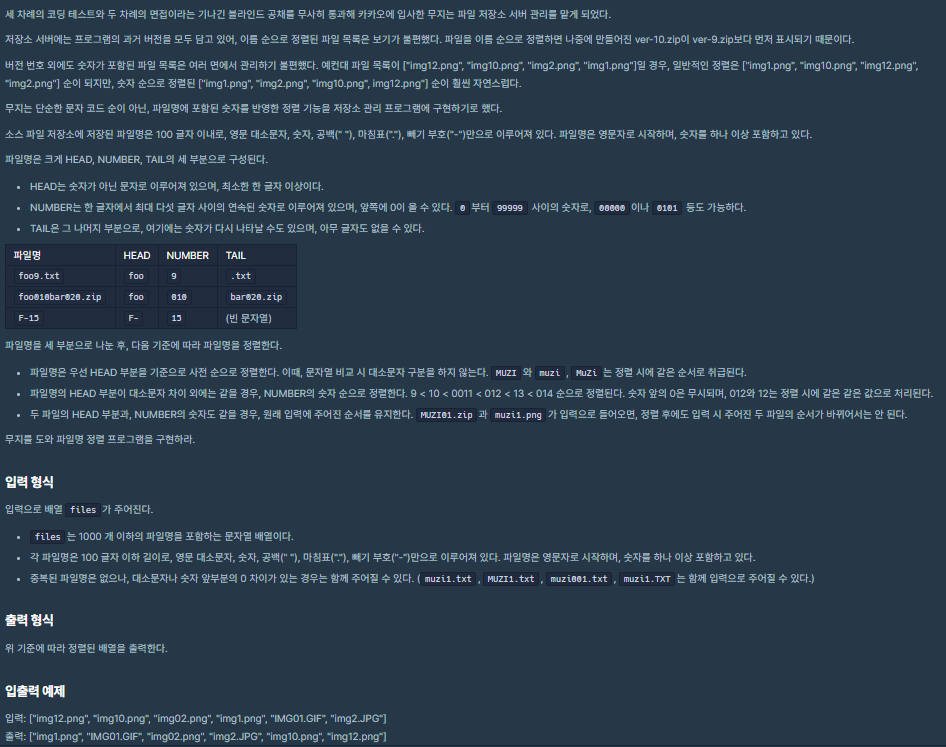 세 차례의 코딩 테스트와 두 차례의 면접이라는 기나긴 블라인드 공채를 무사히 통과해 카카오에 입사한 무지는 파일 저장소 서버 관리를 맡게 되었다.
저장소 서버에는 프로그램의 과거 버전을 모두 담고 있어, 이름 순으로 정렬된 파일 목록은 보기가 불편했다. 파일을 이름 순으로 정렬하면 나중에 만들어진 ver-10.zip이 ver-9.zip보다 먼저 표시되기 때문이다.
버전 번호 외에도 숫자가 포함된 파일 목록은 여러 면에서 관리하기 불편했다. 예컨대 파일 목록이 ["img12.png", "img10.png", "img2.png", "img1.png"]일 경우, 일반적인 정렬은 ["img1.png", "img10.png", "img12.png",
"img2.png"] 순이 되지만, 숫자 순으로 정렬된 ["img1.png", "img2.png", "img10.png", img12.png"] 순이 훨씬 자연스럽다.
무지는 단순한 문자 코드 순이 아닌, 파일명에 포함된 숫자를 반영한 정렬 기능을 저장소 관리 프로그램에 구현하기로 했다.
소스 파일 저장소에 저장된 파일명은 100 글자 이내로, 영문 대소문자, 숫자, 공백(" "), 마침표("."), 빼기 부호("-")만으로 이루어져 있다. 파일명은 영문자로 시작하며, 숫자를 하나 이상 포함하고 있다.
파일명은 크게 HEAD, NUMBER, TAIL의 세 부분으로 구성된다.
• HEAD는 숫자가 아닌 문자로 이루어져 있으며, 최소한 한 글자 이상이다.
• NUMBER는 한 글자에서 최대 다섯 글자 사이의 연속된 숫자로 이루어져 있으며, 앞쪽에 0이 올 수 있다. 0 부터 99999 사이의 숫자로, 00000 이나 0101 등도 가능하다.
• TAIL은 그 나머지 부분으로, 여기에는 숫자가 다시 나타날 수도 있으며, 아무 글자도 없을 수 있다.
파일명 HEAD NUMBER TAIL
foo9.txt foo 9 .txt
foo010bar020.zip foo 010 bar020.zip
F-15 F- 15 (빈 문자열)
파일명을 세 부분으로 나눈 후, 다음 기준에 따라 파일명을 정렬한다.
• 파일명은 우선 HEAD 부분을 기준으로 사전 순으로 정렬한다. 이때, 문자열 비교 시 대소문자 구분을 하지 않는다. MUZI 와 muzi , MuZi 는 정렬 시에 같은 순서로 취급된다.
• 파일명의 HEAD 부분이 대소문자 차이 외에는 같을 경우, NUMBER의 숫자 순으로 정렬한다. 9 < 10 < 0011 < 012 < 13 < 014 순으로 정렬된다. 숫자 앞의 0은 무시되며, 012와 12는 정렬 시에 같은 같은 값으로 처리된다.
• 두 파일의 HEAD 부분과, NUMBER의 숫자도 같을 경우, 원래 입력에 주어진 순서를 유지한다. MUZI01.zip 과 muzi1.png 가 입력으로 들어오면, 정렬 후에도 입력 시 주어진 두 파일의 순서가 바뀌어서는 안 된다.
무지를 도와 파일명 정렬 프로그램을 구현하라.
입력 형식
입력으로 배열 files 가 주어진다.
• files 는 1000 개 이하의 파일명을 포함하는 문자열 배열이다.
• 각 파일명은 100 글자 이하 길이로, 영문 대소문자, 숫자, 공백(" "), 마침표("."), 빼기 부호("-")만으로 이루어져 있다. 파일명은 영문자로 시작하며, 숫자를 하나 이상 포함하고 있다.
• 중복된 파일명은 없으나, 대소문자나 숫자 앞부분의 0 차이가 있는 경우는 함께 주어질 수 있다. ( muzi1.txt , MUZI1.txt , muzi001.txt , muzi1.TXT 는 함께 입력으로 주어질 수 있다.)
출력 형식
위 기준에 따라 정렬된 배열을 출력한다.
입출력 예제
입력: ["img12.png", "img10.png", "img02.png", "img1.png", "IMG01.GIF", "img2.JPG"]
출력: ["img1.png", "IMG01.GIF", "img02.png", "img2.JPG", "img10.png", "img12.png"]